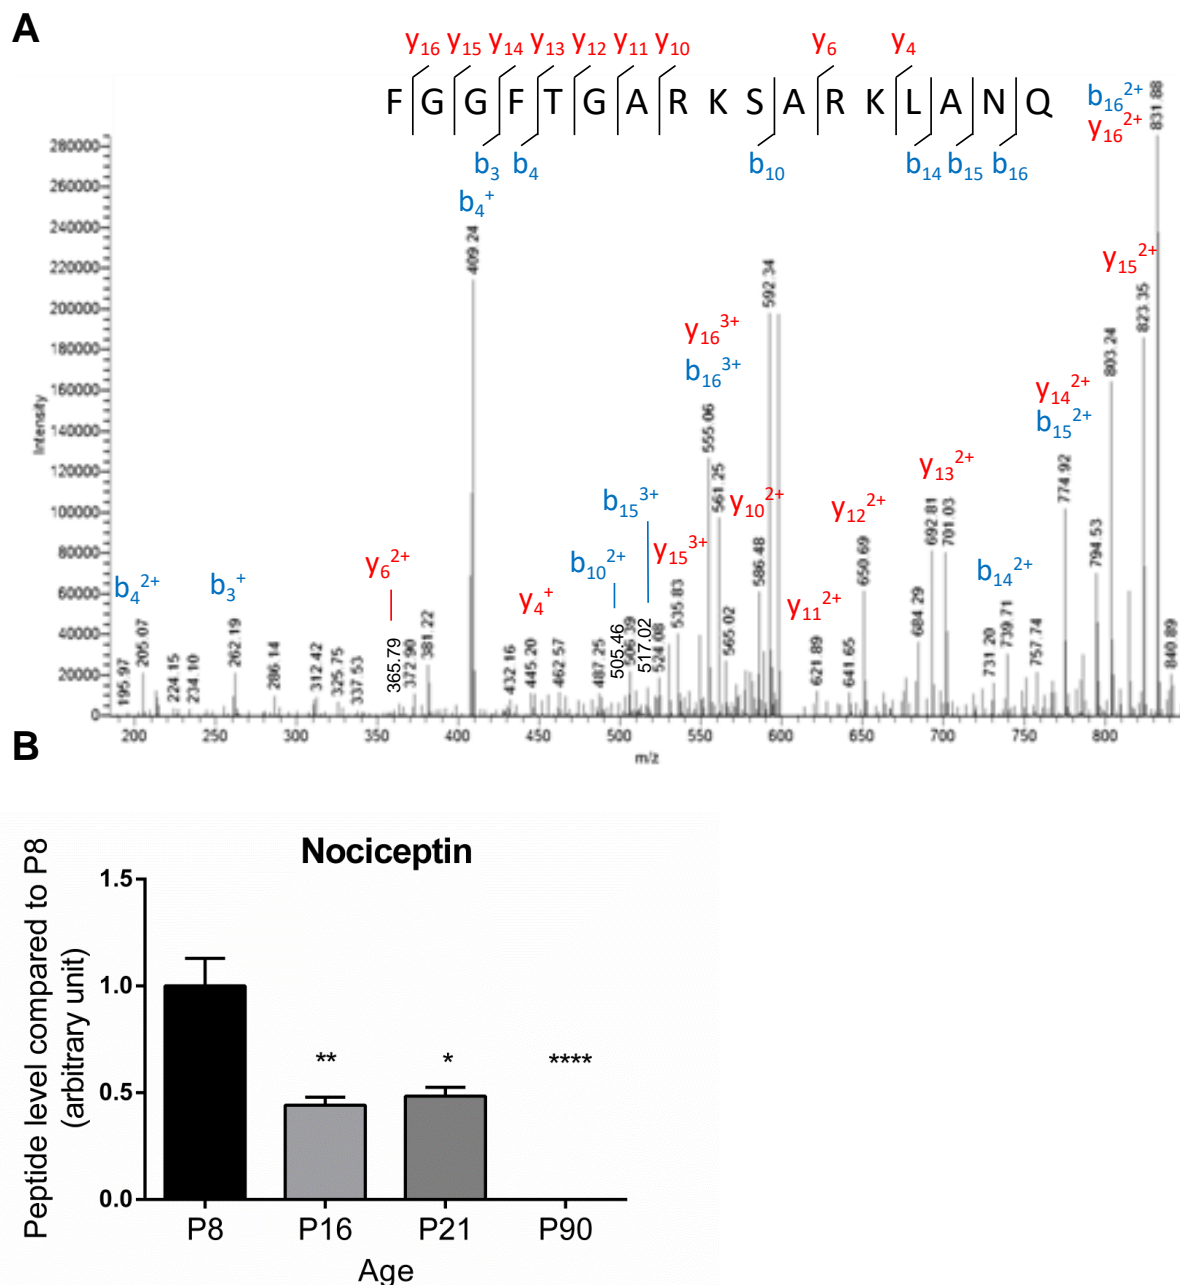 A
y16 y15 y14 y13 y12 y11 y10 y6 y4
F G G F T G A R K S A R K L A N Q
b3 b4 b10 b14 b15 b16
b16 2+
y16 2+
831.88
b4 +
409.24
y15 2+
823.35
592.34
y16 3+
b16 3+
555.06
803.24
y14 2+
b15 2+
774.92
561.25
y10 2+
586.48
b15 3+
y13 2+
692.81
701.03
y12 2+
650.69
b10 2+
y15 3+
535.83
794.53
b14 2+
739.71
y6 2+
y4 +
y11 2+
b4 2+
b3 +
195.97 205.07 224.15 234.10 262.19 286.14 312.42 325.75 337.53 365.79 372.90 381.22 432.16 445.20 462.57 487.25 505.46 506.39 517.02 524.08 565.02 621.89 641.65 684.29 731.20 757.74 840.89
Intensity
280000
260000
240000
220000
200000
180000
160000
140000
120000
100000
80000
60000
40000
20000
0
200 250 300 350 400 450 500 550 600 650 700 750 800
m/z
B
Nociceptin
Peptide level compared to P8
(arbitrary unit)
1.5
1.0
0.5
0.0
** * ****
P8 P16 P21 P90
Age